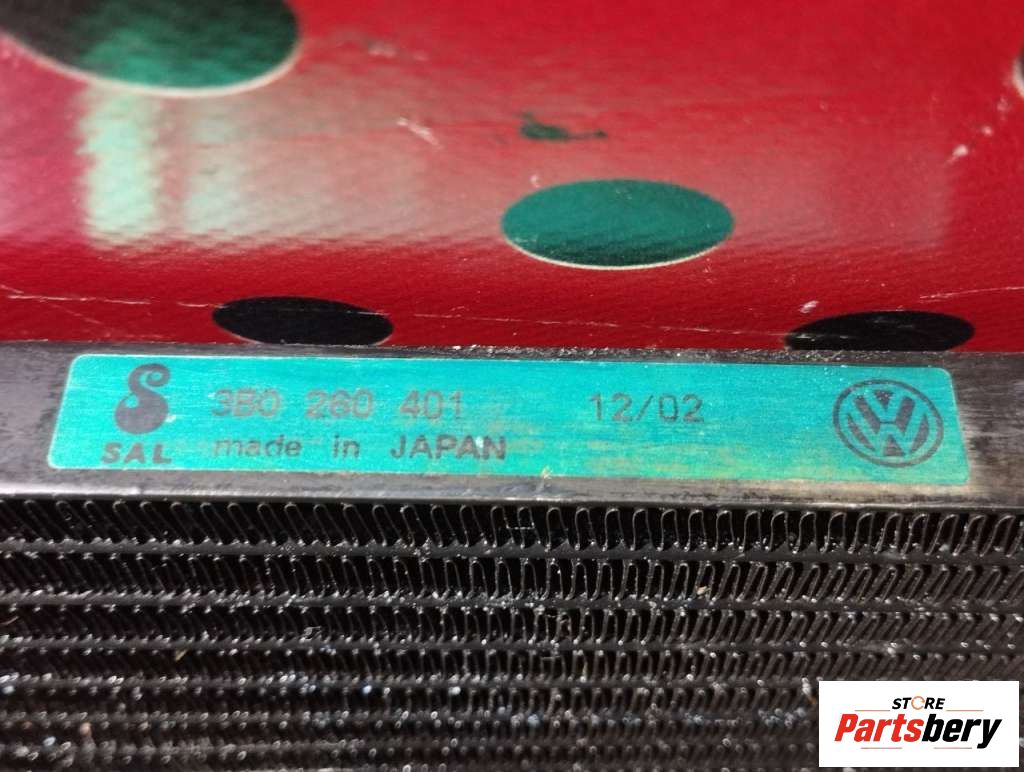 3B0 260 401 12/02
SAL made in JAPAN
STORE
Partsbery